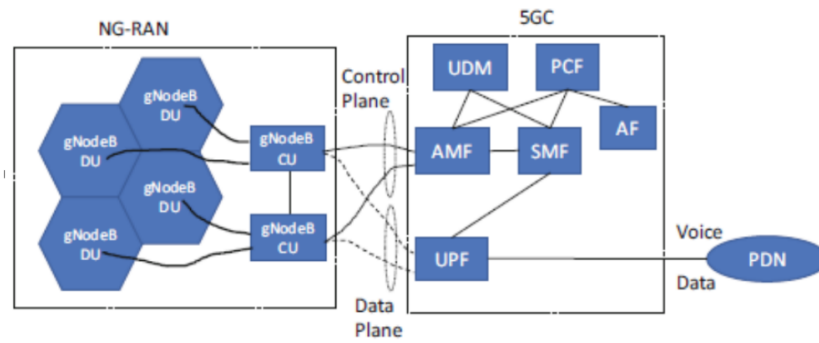 NG-RAN
5GC
gNodeB
DU
gNodeB
DU
gNodeB
DU
gNodeB
DU
gNodeB
CU
gNodeB
CU
Control
Plane
Data
Plane
UDM
PCF
AF
AMF
SMF
UPF
Voice
Data
PDN